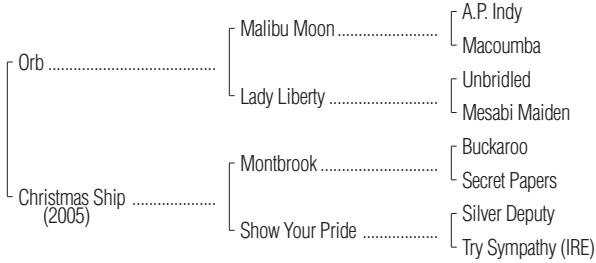 A.P. Indy
Malibu Moon
Macoumba
Orb
Unbridled
Lady Liberty
Mesabi Maiden
Buckaroo
Montbrook
Secret Papers
Christmas Ship
(2005)
Silver Deputy
Show Your Pride
Try Sympathy (IRE)